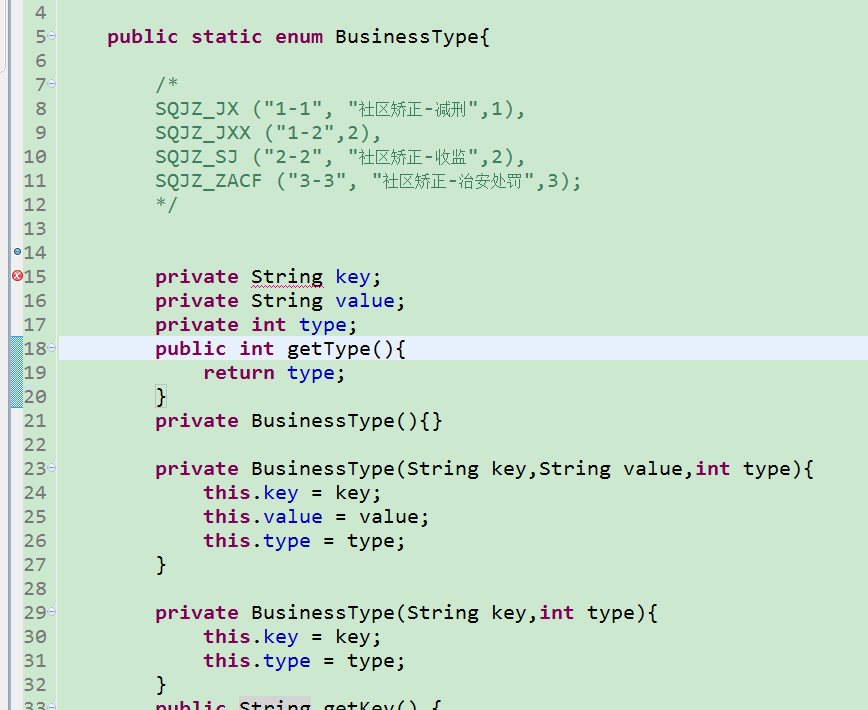 4
5 public static enum BusinessType{
6
7 /*
8 SQJZ_JX ("1-1", "社区矫正-减刑",1),
9 SQJZ_JXX ("1-2",2),
10 SQJZ_SJ ("2-2", "社区矫正-收监",2),
11 SQJZ_ZACF ("3-3", "社区矫正-治安处罚",3);
12 */
13
14
15 private String key;
16 private String value;
17 private int type;
18 public int getType(){
19 return type;
20 }
21 private BusinessType(){}
22
23 private BusinessType(String key,String value,int type){
24 this.key = key;
25 this.value = value;
26 this.type = type;
27 }
28
29 private BusinessType(String key,int type){
30 this.key = key;
31 this.type = type;
32 }
33 public String getKey() {